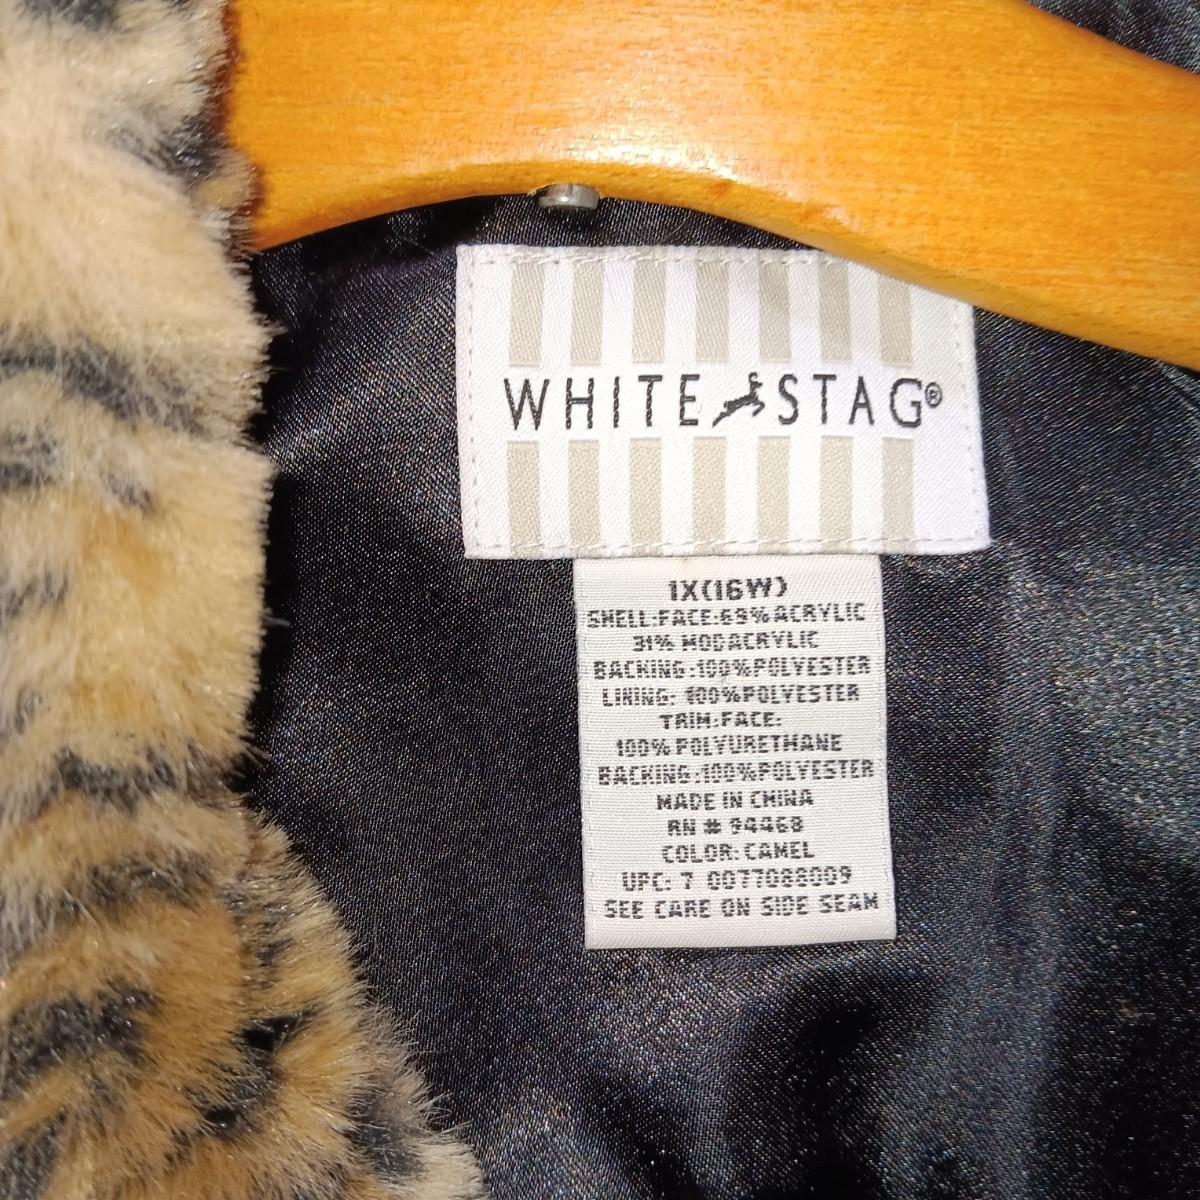 WHITE STAG®
1X(16W)
SHELL:FACE:69%ACRYLIC
31% MODACRYLIC
BACKING:100%POLYESTER
LINING: 100%POLYESTER
TRIM:FACE:
100% POLYURETHANE
BACKING:100%POLYESTER
MADE IN CHINA
RN # 94468
COLOR: CAMEL
UPC: 7 0077088009
SEE CARE ON SIDE SEAM